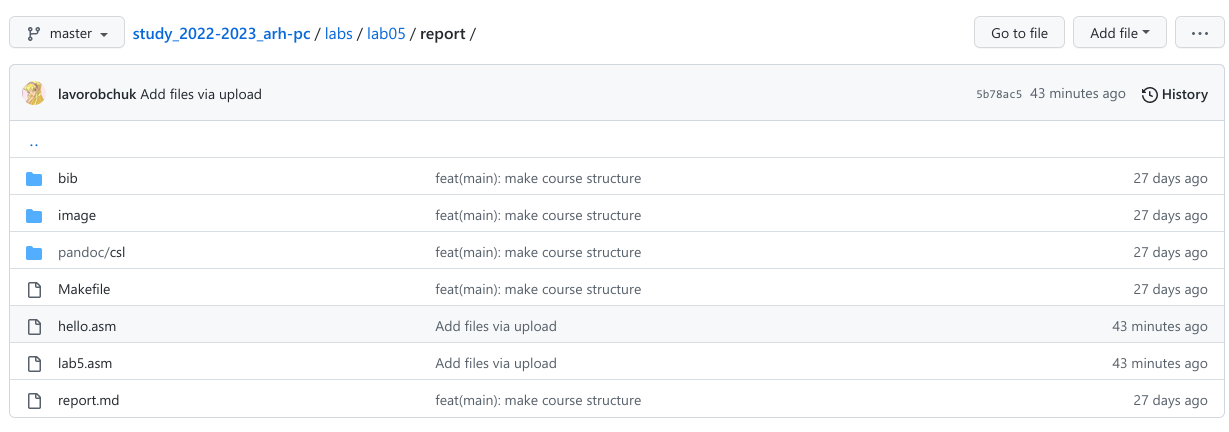 master study_2022-2023_arh-pc / labs / lab05 / report / Go to file Add file ...
lavorobchuk Add files via upload 5b78ac5 43 minutes ago History
..
bib feat(main): make course structure 27 days ago
image feat(main): make course structure 27 days ago
pandoc/csl feat(main): make course structure 27 days ago
Makefile feat(main): make course structure 27 days ago
hello.asm Add files via upload 43 minutes ago
lab5.asm Add files via upload 43 minutes ago
report.md feat(main): make course structure 27 days ago